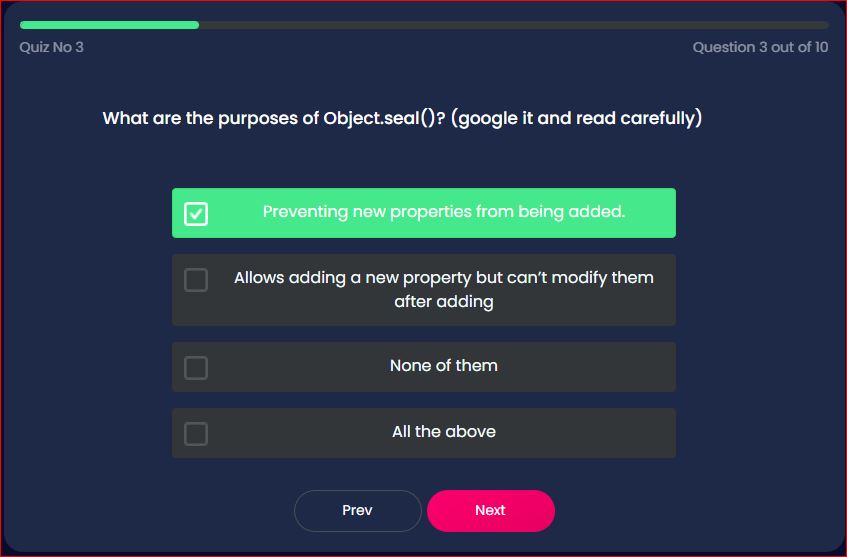 Quiz No 3
Question 3 out of 10
What are the purposes of Object.seal()? (google it and read carefully)
Preventing new properties from being added.
Allows adding a new property but can’t modify them
after adding
None of them
All the above
Prev
Next